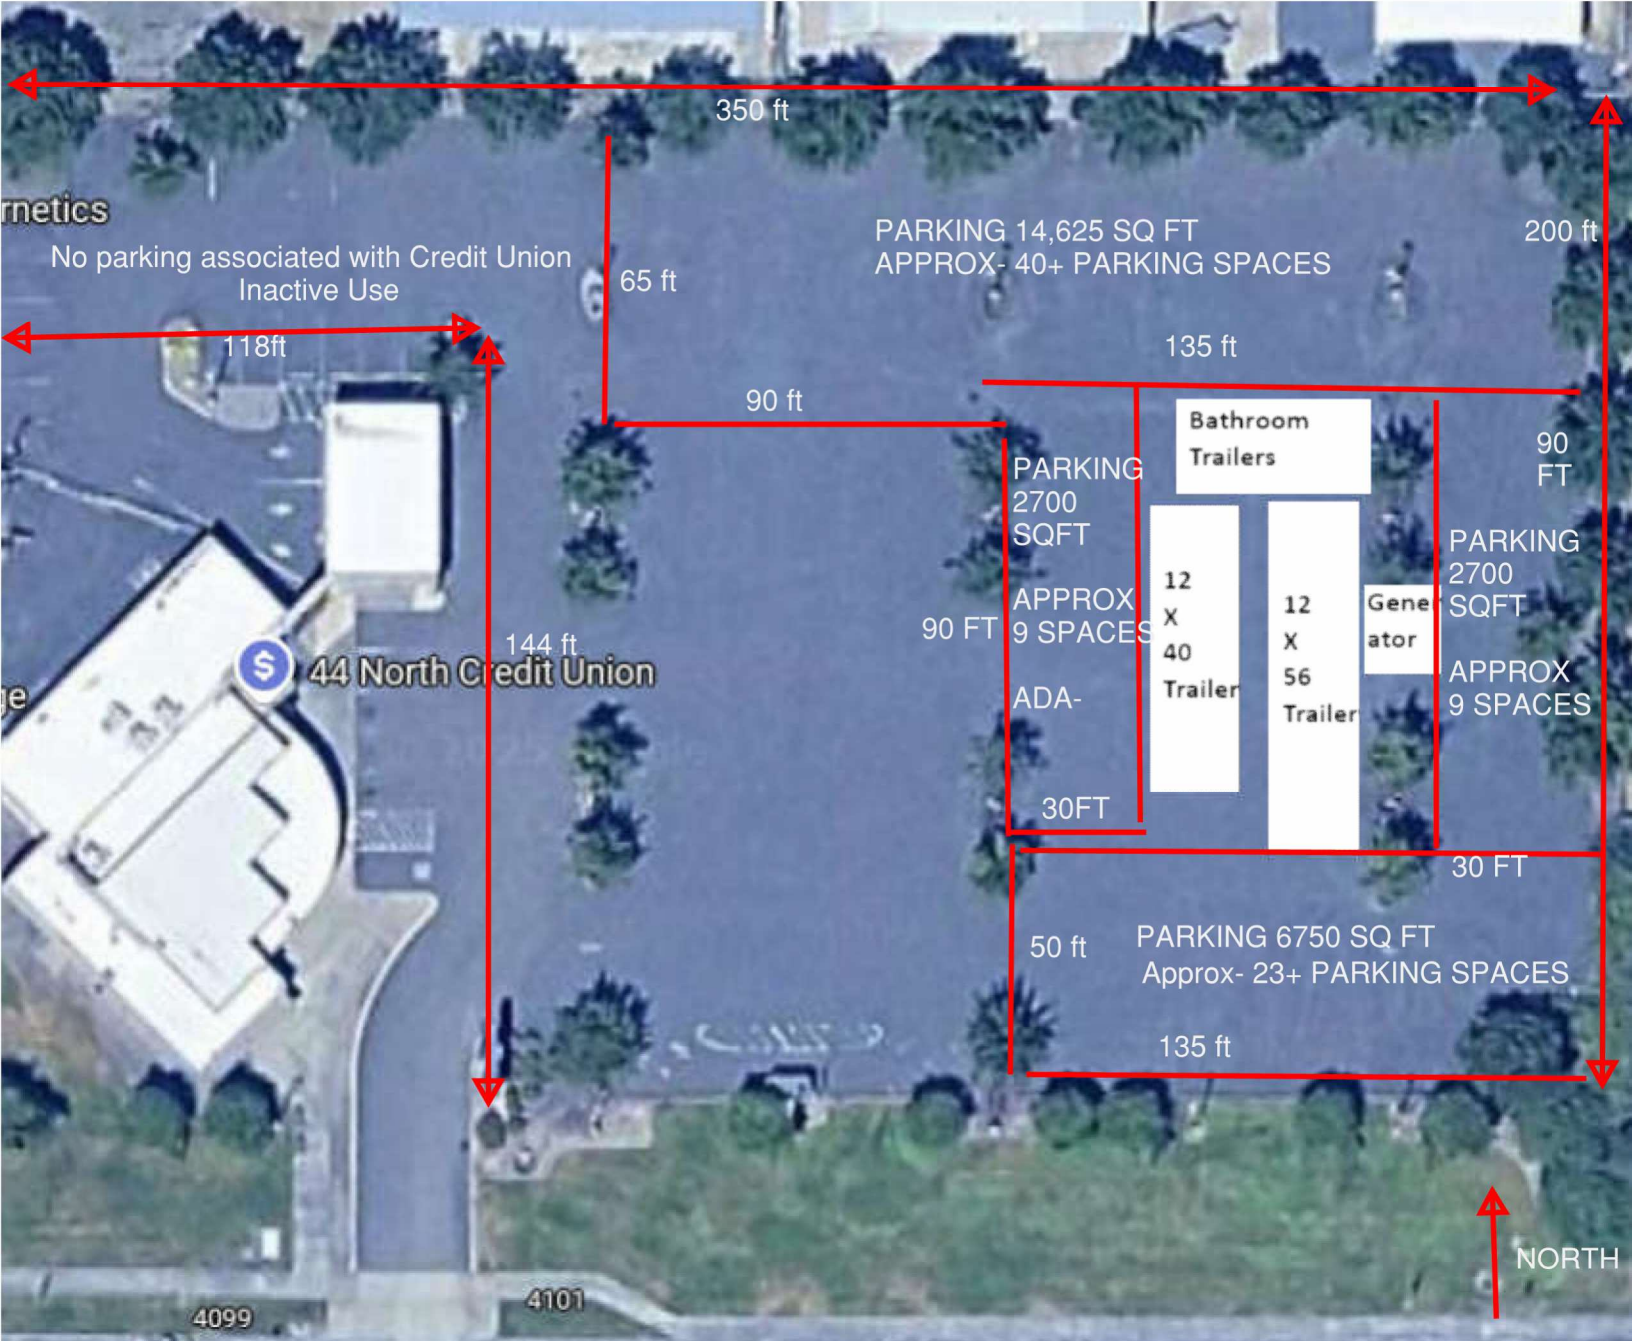 350 ft
rnetics
PARKING 14,625 SQ FT
APPROX- 40+ PARKING SPACES
200 ft
No parking associated with Credit Union
Inactive Use
65 ft
118ft
135 ft
90 ft
Bathroom
Trailers
90
FT
PARKING
2700
SQFT
APPROX
9 SPACES
90 FT
ADA-
12
X
40
Trailer
12
X
56
Trailer
Gener
ator
PARKING
2700
SQFT
APPROX
9 SPACES
144 ft
44 North Credit Union
$
ge
30FT
30 FT
50 ft
PARKING 6750 SQ FT
Approx- 23+ PARKING SPACES
135 ft
NORTH
4101
4099